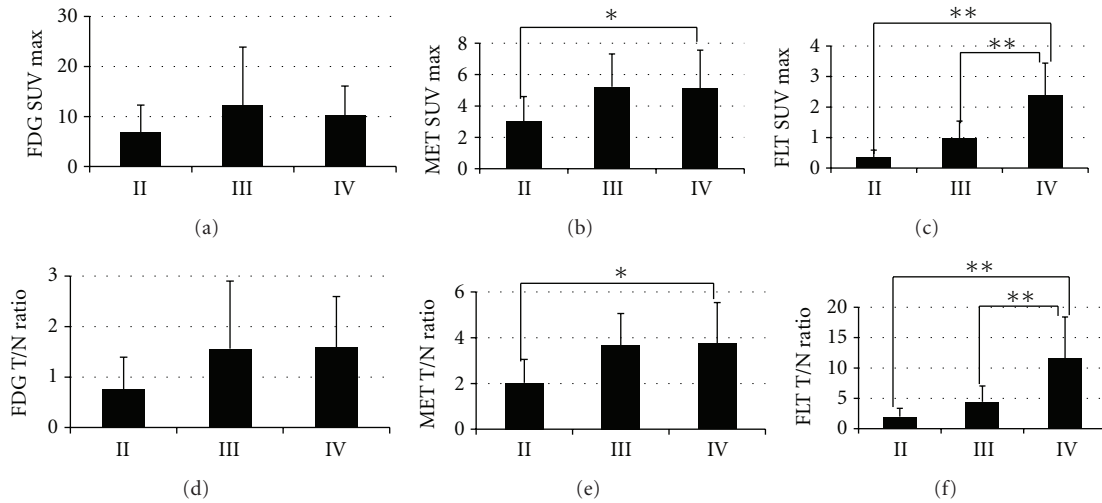 FDG SUV max
30
20
10
0
II III IV
(a)
MET SUV max
8
6
4
2
0
*
II III IV
(b)
FLT SUV max
4
3
2
1
0
**
**
II III IV
(c)
FDG T/N ratio
3
2
1
0
II III IV
(d)
MET T/N ratio
6
4
2
0
*
II III IV
(e)
FLT T/N ratio
20
15
10
5
0
**
**
II III IV
(f)